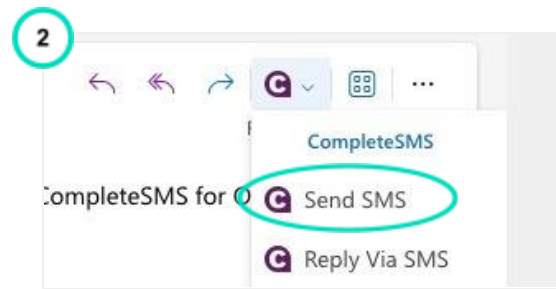 2
F
CompleteSMS
CompleteSMS for O
Send SMS
Reply Via SMS